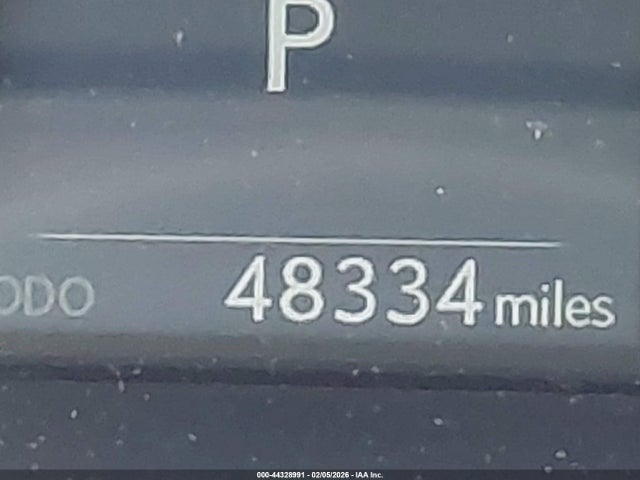 P
ODO 48334 miles
000-44328991 - 02/05/2026 - IAA Inc.